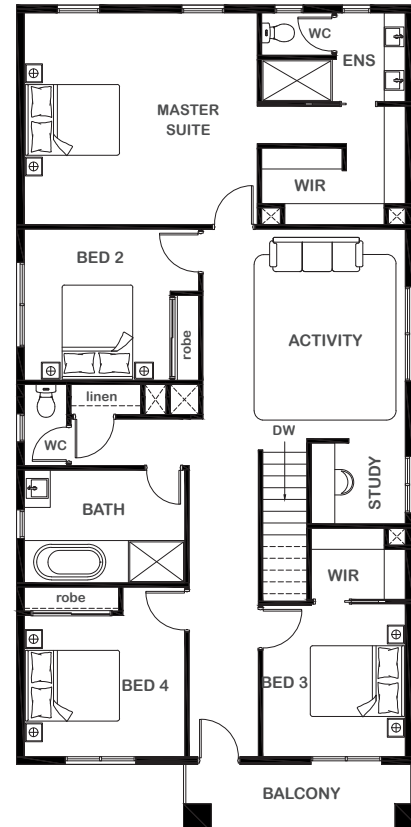 WC
ENS
MASTER
SUITE
WIR
BED 2
robe
ACTIVITY
linen
WC
DW
STUDY
BATH
WIR
robe
BED 4
BED 3
BALCONY